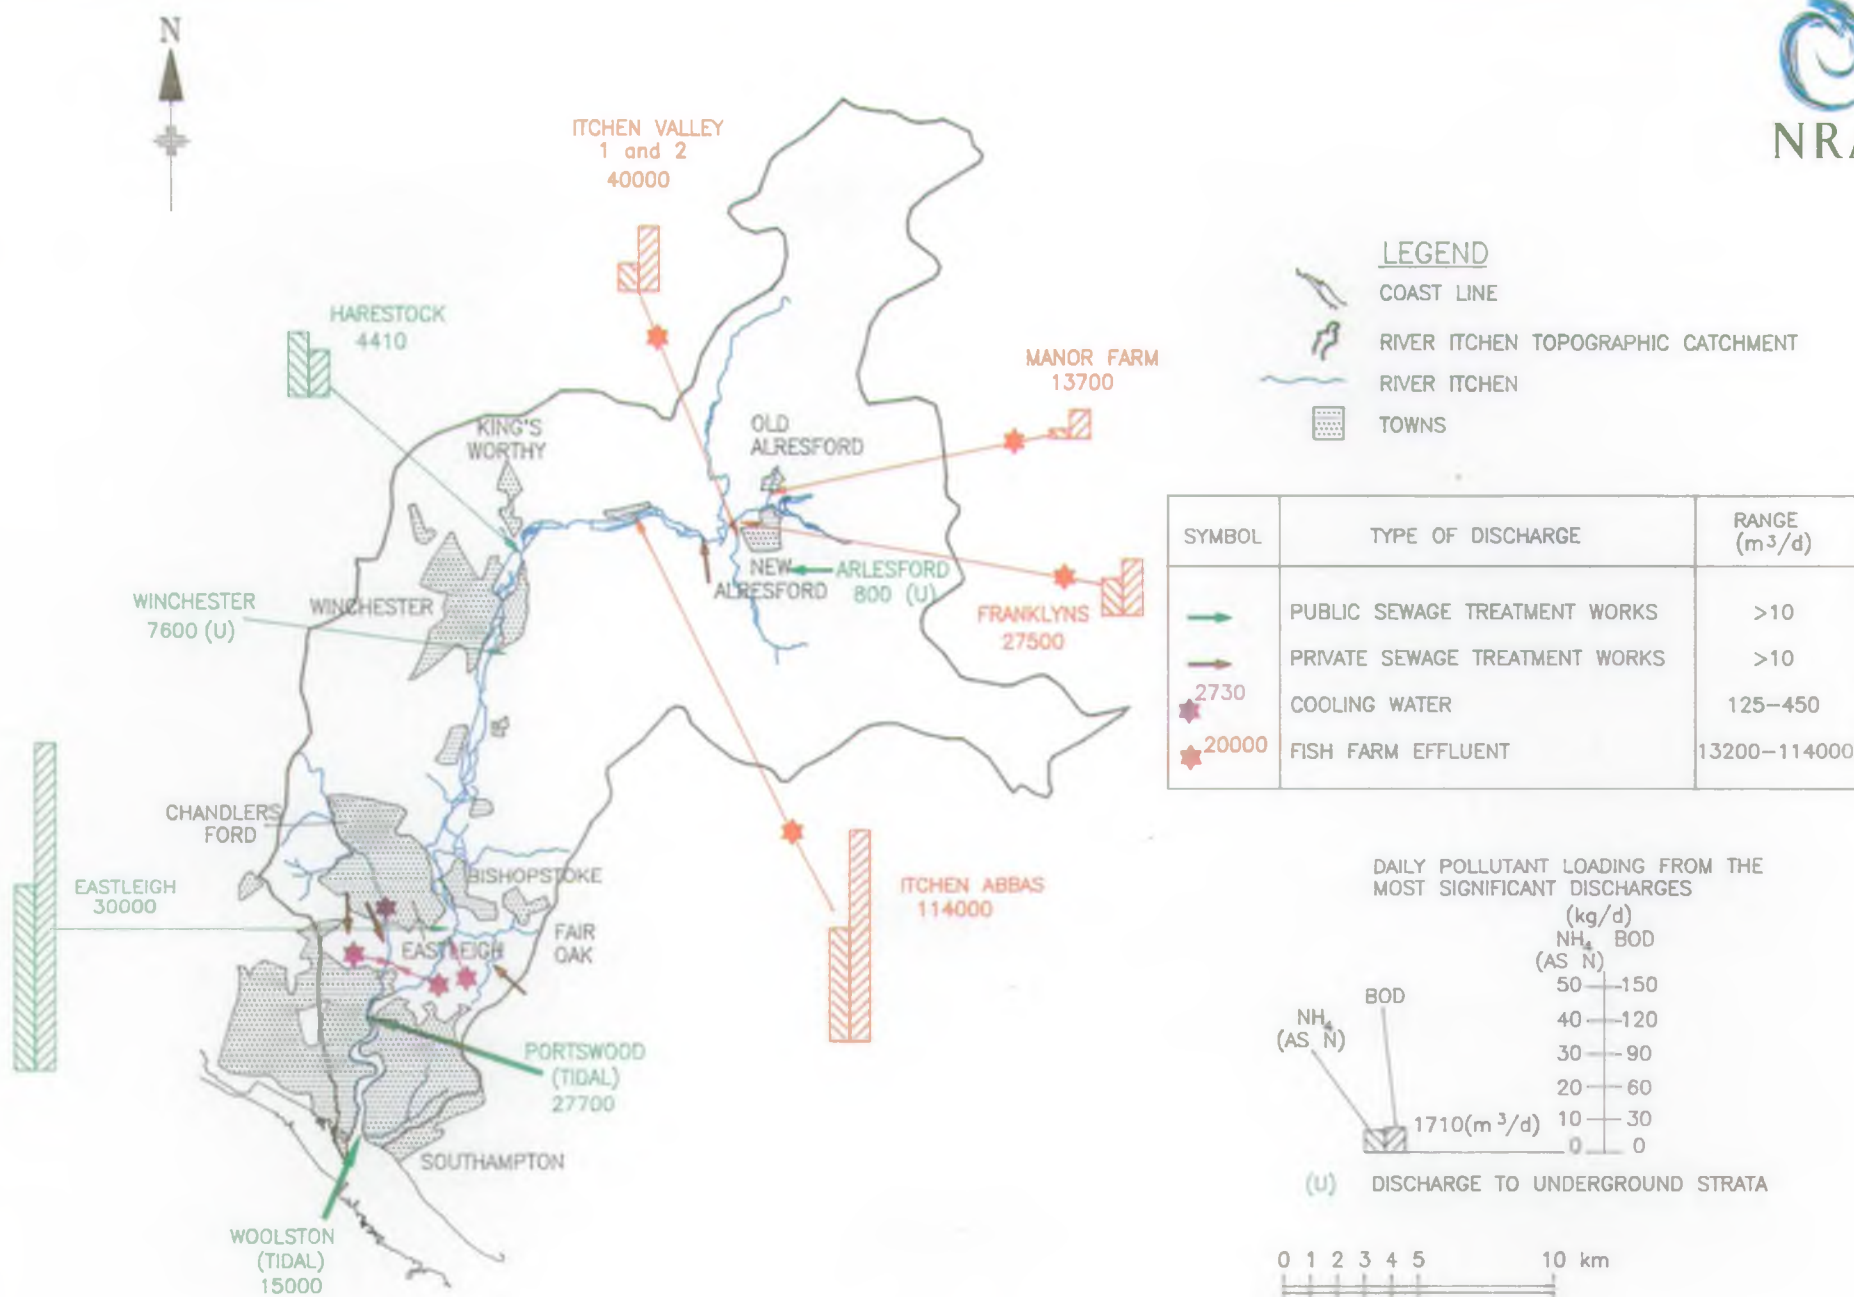 N
NRA
ITCHEN VALLEY
1 and 2
40000
HARESTOCK
4410
MANOR FARM
13700
KING'S
WORTHY
OLD
ALRESFORD
NEW
ALRESFORD
ARLESFORD
800 (U)
FRANKLYNS
27500
WINCHESTER
7600 (U)
WINCHESTER
CHANDLERS
FORD
BISHOPSTOKE
EASTLEIGH
30000
EASTLEIGH
FAIR
OAK
ITCHEN ABBAS
114000
PORTSWOOD
(TIDAL)
27700
SOUTHAMPTON
WOOLSTON
(TIDAL)
15000
LEGEND
COAST LINE
RIVER ITCHEN TOPOGRAPHIC CATCHMENT
RIVER ITCHEN
TOWNS
SYMBOL TYPE OF DISCHARGE RANGE
(m³/d)
PUBLIC SEWAGE TREATMENT WORKS >10
PRIVATE SEWAGE TREATMENT WORKS >10
2730 COOLING WATER 125-450
20000 FISH FARM EFFLUENT 13200-114000
DAILY POLLUTANT LOADING FROM THE
MOST SIGNIFICANT DISCHARGES
(kg/d)
NH₄ BOD
(AS N)
50 150
40 120
30 90
20 60
10 30
0 0
BOD
NH₄
(AS N)
1710(m³/d)
(U) DISCHARGE TO UNDERGROUND STRATA
0 1 2 3 4 5 10 km